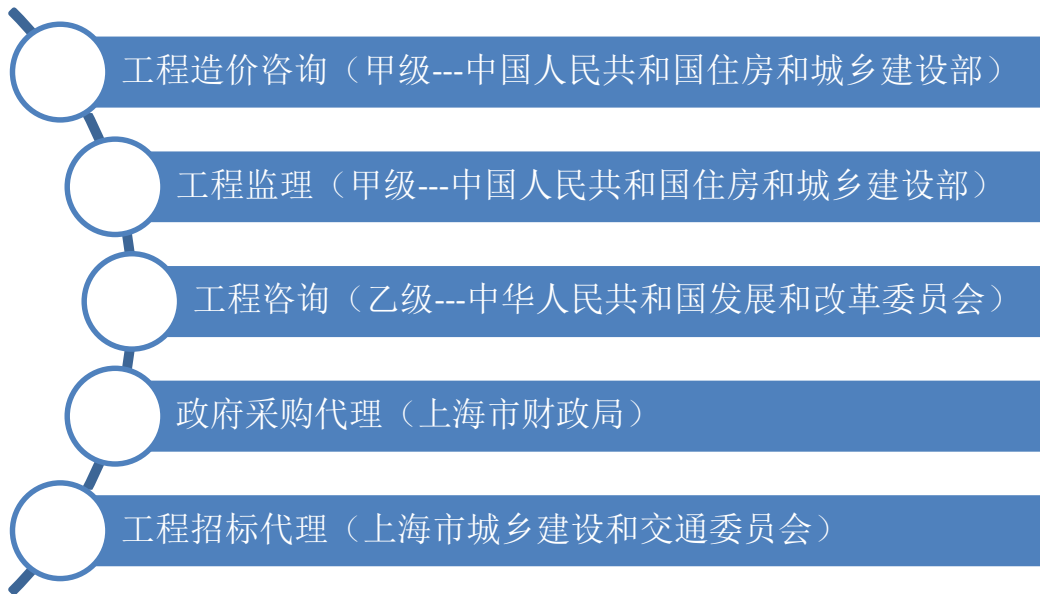 工程造价咨询（甲级---中国人民共和国住房和城乡建设部）
工程监理（甲级---中国人民共和国住房和城乡建设部）
工程咨询（乙级---中华人民共和国发展和改革委员会）
政府采购代理（上海市财政局）
工程招标代理（上海市城乡建设和交通委员会）